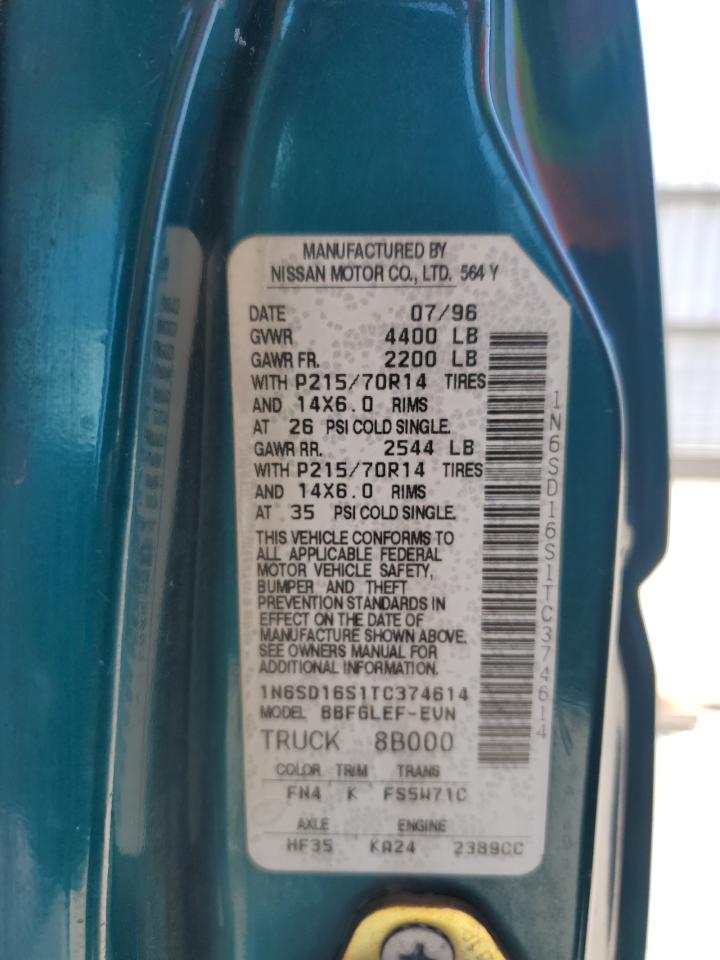 MANUFACTURED BY
NISSAN MOTOR CO., LTD. 564 Y
DATE 07/96
GVWR 4400 LB
GAWR FR. 2200 LB
WITH P215/70R14 TIRES
AND 14X6.0 RIMS
AT 26 PSI COLD SINGLE.
GAWR RR. 2544 LB
WITH P215/70R14 TIRES
AND 14X6.0 RIMS
AT 35 PSI COLD SINGLE.
THIS VEHICLE CONFORMS TO
ALL APPLICABLE FEDERAL
MOTOR VEHICLE SAFETY,
BUMPER AND THEFT
PREVENTION STANDARDS IN
EFFECT ON THE DATE OF
MANUFACTURE SHOWN ABOVE.
SEE OWNERS MANUAL FOR
ADDITIONAL INFORMATION
1N6SD16S1TC374614
MODEL BBFGLEF-EVN
TRUCK 8B000
COLOR TRIM TRANS
FN4 K FS5W71C
AXLE ENGINE
HF35 KA24 2389CC
1N6SD16S1TC374614